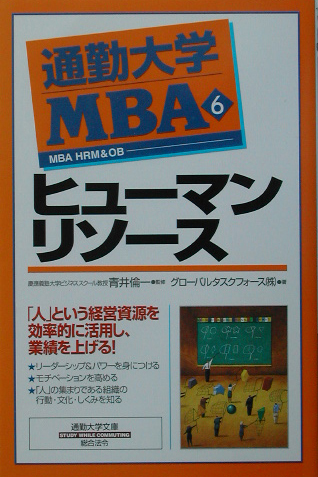 通勤大学
MBA 6
MBA HRM&OB
ヒューマン
リソース
慶應義塾大学ビジネススクール教授 青井倫一●監修 グローバルタスクフォース㈱●著
「人」という経営資源を
効率的に活用し、
業績を上げる!
★リーダーシップ&パワーを身につける
★モチベーションを高める
★「人」の集まりである組織の
行動・文化・しくみを知る
通勤大学文庫
STUDY WHILE COMMUTING
総合法令